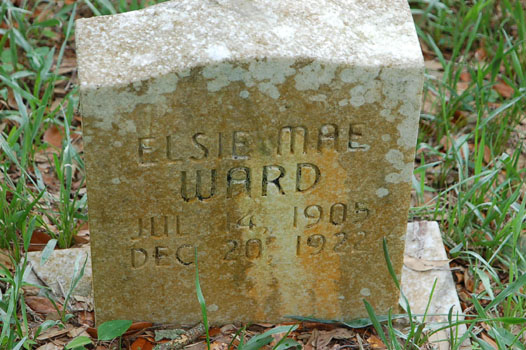 ELSIE MAE
WARD
JUL 14, 1905
DEC 20 1922